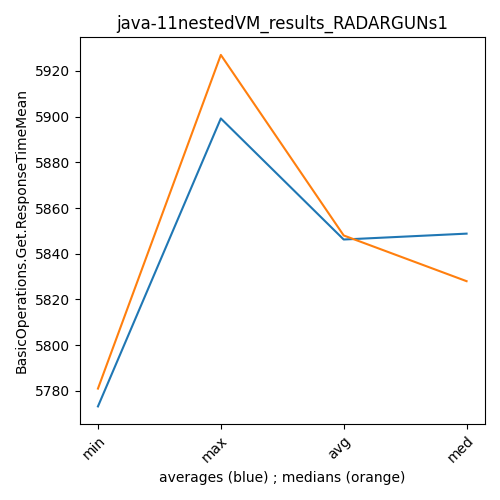 java-11nestedVM_results_RADARGUNs1
BasicOperations.Get.ResponseTimeMean
5920
5900
5880
5860
5840
5820
5800
5780
min
max
avg
med
averages (blue) ; medians (orange)